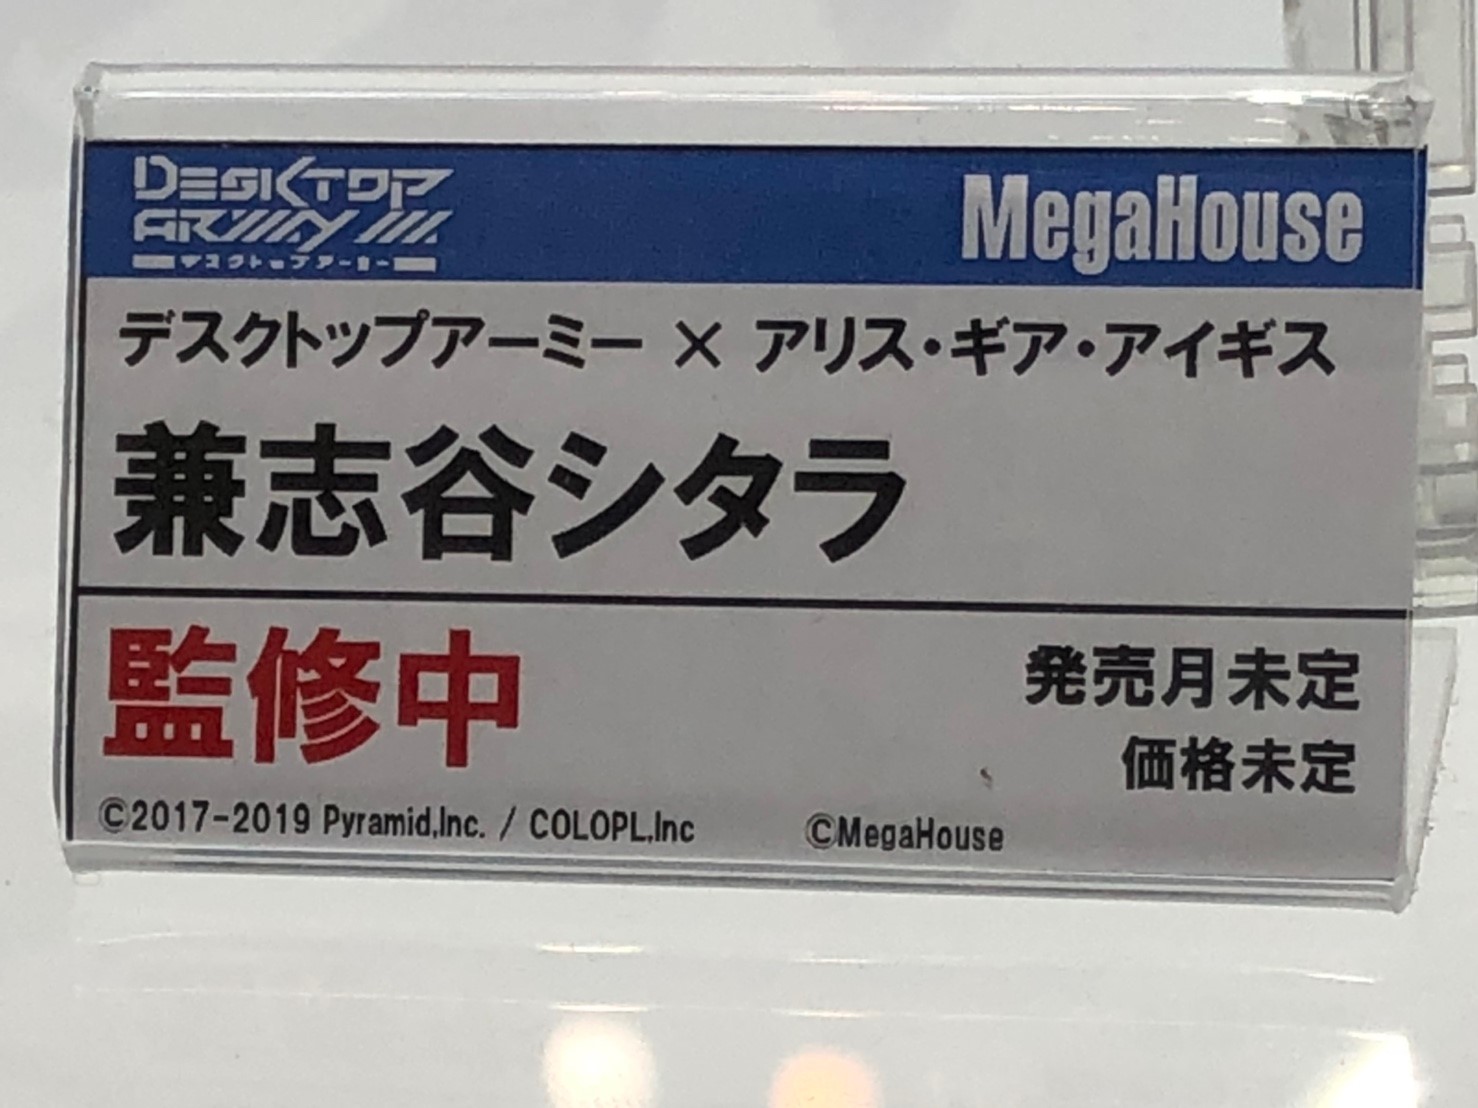 DESKTOP
ARMY
デスクトップアーミー
MegaHouse
デスクトップアーミー × アリス・ギア・アイギス
兼志谷シタラ
監修中
発売月未定
価格未定
©2017-2019 Pyramid,Inc. / COLOPL,Inc
©MegaHouse